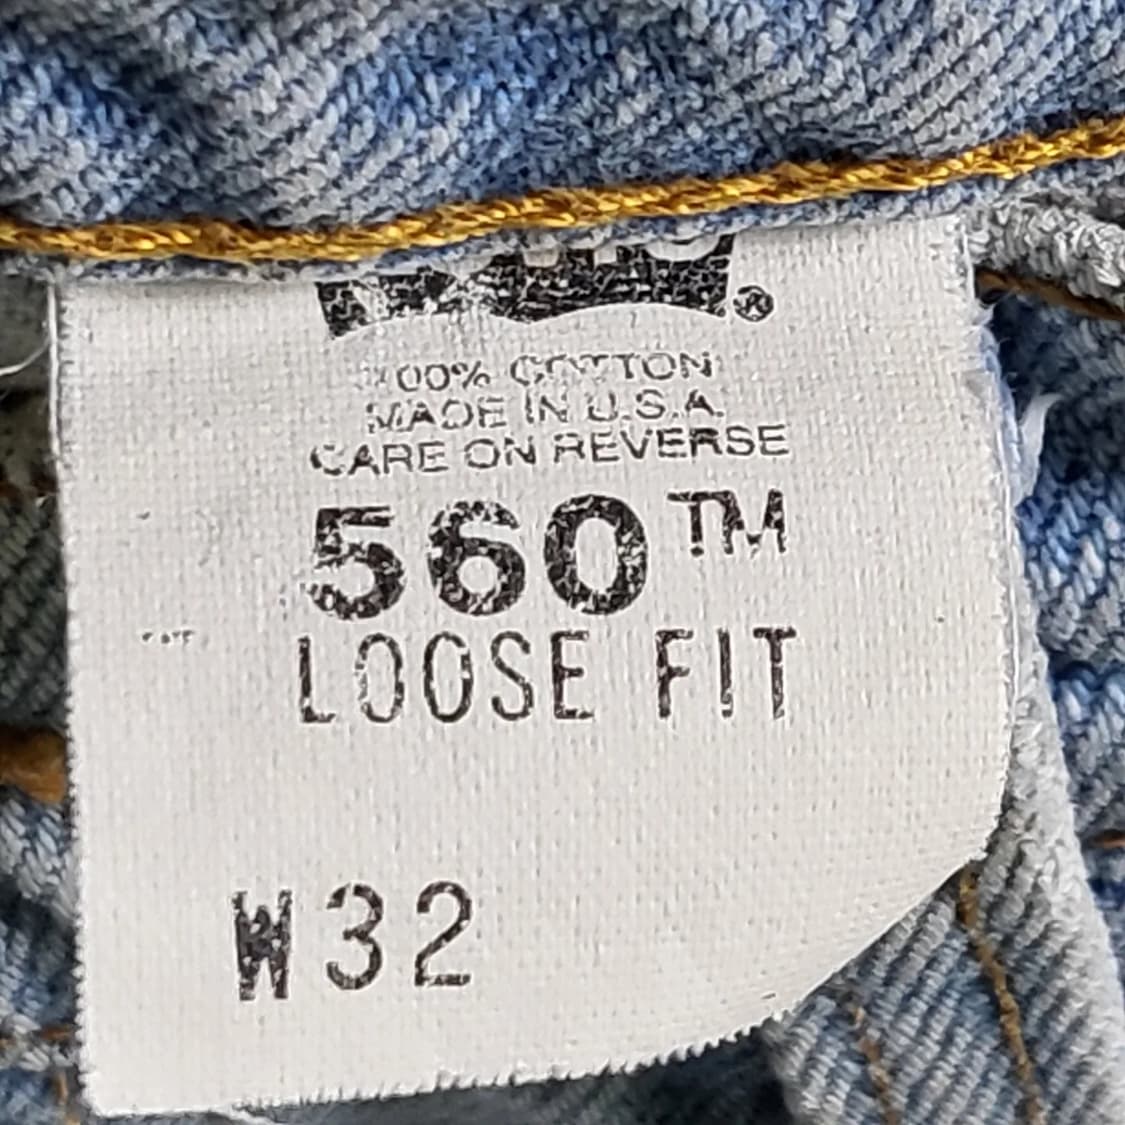 ®
100% COTTON
MADE IN U.S.A.
CARE ON REVERSE
560™
LOOSE FIT
W32